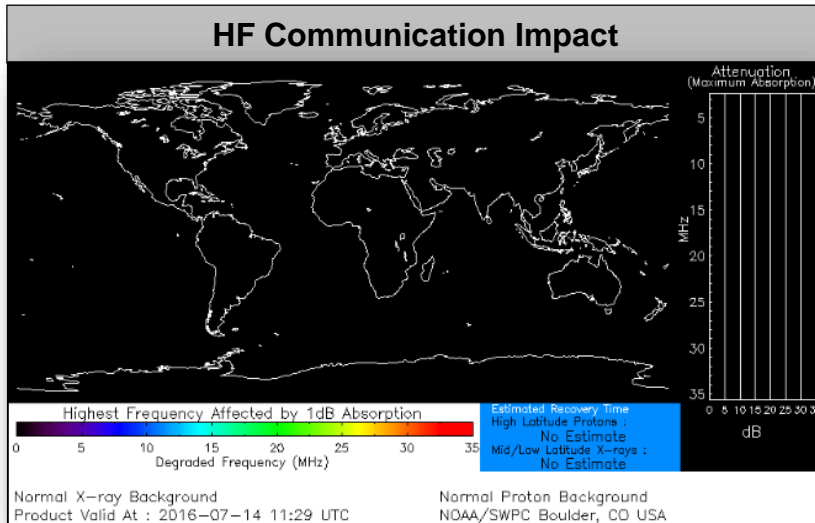 HF Communication Impact
Attenuation
(Maximum Absorption)
5
10
15
20
25
30
35
MHz
0 5 10 15 20 25 30 3
dB
Highest Frequency Affected by 1dB Absorption
0 5 10 15 20 25 30 35
Degraded Frequency (MHz)
Estimated Recovery Time
High Latitude Protons :
No Estimate
Mid/Low Latitude X-rays :
No Estimate
Normal X-ray Background
Product Valid At : 2016-07-14 11:29 UTC
Normal Proton Background
NOAA/SWPC Boulder, CO USA